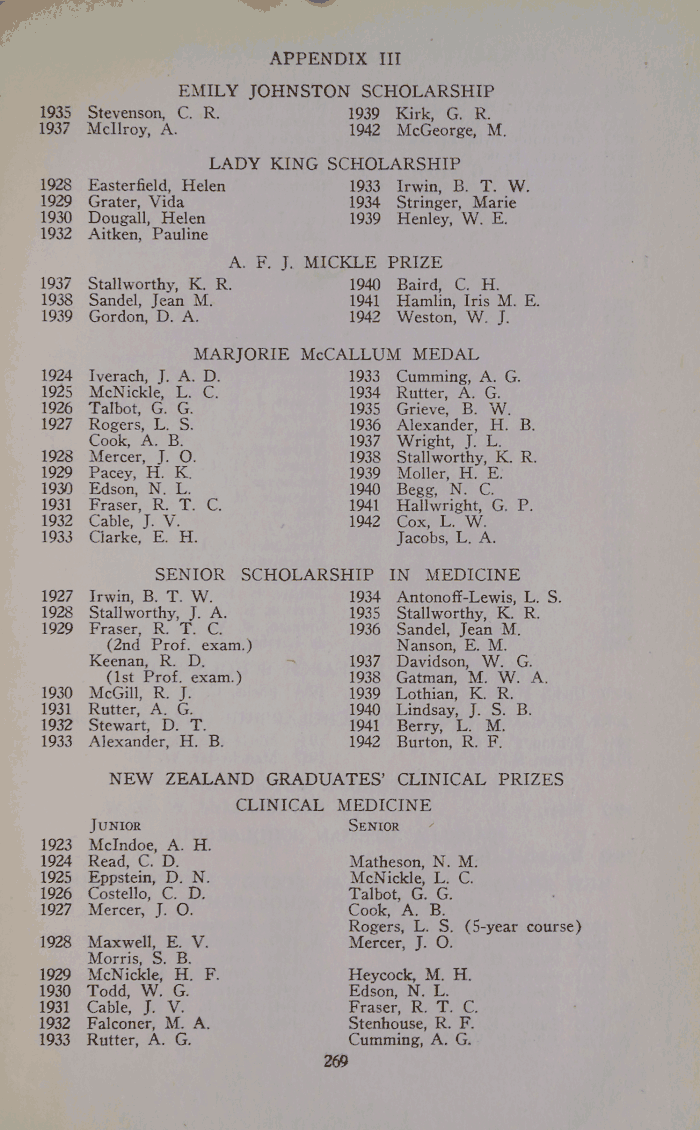 APPENDIX III
EMILY JOHNSTON SCHOLARSHIP
1935 Stevenson, C. R. 1939 Kirk, G. R.
1937 McIlroy, A. 1942 McGeorge, M.
LADY KING SCHOLARSHIP
1928 Easterfield, Helen 1933 Irwin, B. T. W.
1929 Grater, Vida 1934 Stringer, Marie
1930 Dougall, Helen 1939 Henley, W. E.
1932 Aitken, Pauline
A. F. J. MICKLE PRIZE
1937 Stallworthy, K. R. 1940 Baird, C. H.
1938 Sandel, Jean M. 1941 Hamlin, Iris M. E.
1939 Gordon, D. A. 1942 Weston, W. J.
MARJORIE McCALLUM MEDAL
1924 Iverach, J. A. D. 1933 Cumming, A. G.
1925 McNickle, L. C. 1934 Rutter, A. G.
1926 Talbot, G. G. 1935 Grieve, B. W.
1927 Rogers, L. S. 1936 Alexander, H. B.
Cook, A. B. 1937 Wright, J. L.
1928 Mercer, J. O. 1938 Stallworthy, K. R.
1929 Pacey, H. K. 1939 Moller, H. E.
1930 Edson, N. L. 1940 Begg, N. C.
1931 Fraser, R. T. C. 1941 Hallwright, G. P.
1932 Cable, J. V. 1942 Cox, L. W.
1933 Clarke, E. H. Jacobs, L. A.
SENIOR SCHOLARSHIP IN MEDICINE
1927 Irwin, B. T. W. 1934 Antonoff-Lewis, L. S.
1928 Stallworthy, J. A. 1935 Stallworthy, K. R.
1929 Fraser, R. T. C. 1936 Sandel, Jean M.
(2nd Prof. exam.) Nanson, E. M.
Keenan, R. D. 1937 Davidson, W. G.
(1st Prof. exam.) 1938 Gatman, M. W. A.
1930 McGill, R. J. 1939 Lothian, K. R.
1931 Rutter, A. G. 1940 Lindsay, J. S. B.
1932 Stewart, D. T. 1941 Berry, L. M.
1933 Alexander, H. B. 1942 Burton, R. F.
NEW ZEALAND GRADUATES' CLINICAL PRIZES
CLINICAL MEDICINE
JUNIOR SENIOR
1923 McIndoe, A. H.
1924 Read, C. D. Matheson, N. M.
1925 Eppstein, D. N. McNickle, L. C.
1926 Costello, C. D. Talbot, G. G.
1927 Mercer, J. O. Cook, A. B.
Rogers, L. S. (5-year course)
1928 Maxwell, E. V. Mercer, J. O.
Morris, S. B.
1929 McNickle, H. F. Heycock, M. H.
1930 Todd, W. G. Edson, N. L.
1931 Cable, J. V. Fraser, R. T. C.
1932 Falconer, M. A. Stenhouse, R. F.
1933 Rutter, A. G. Cumming, A. G.
269